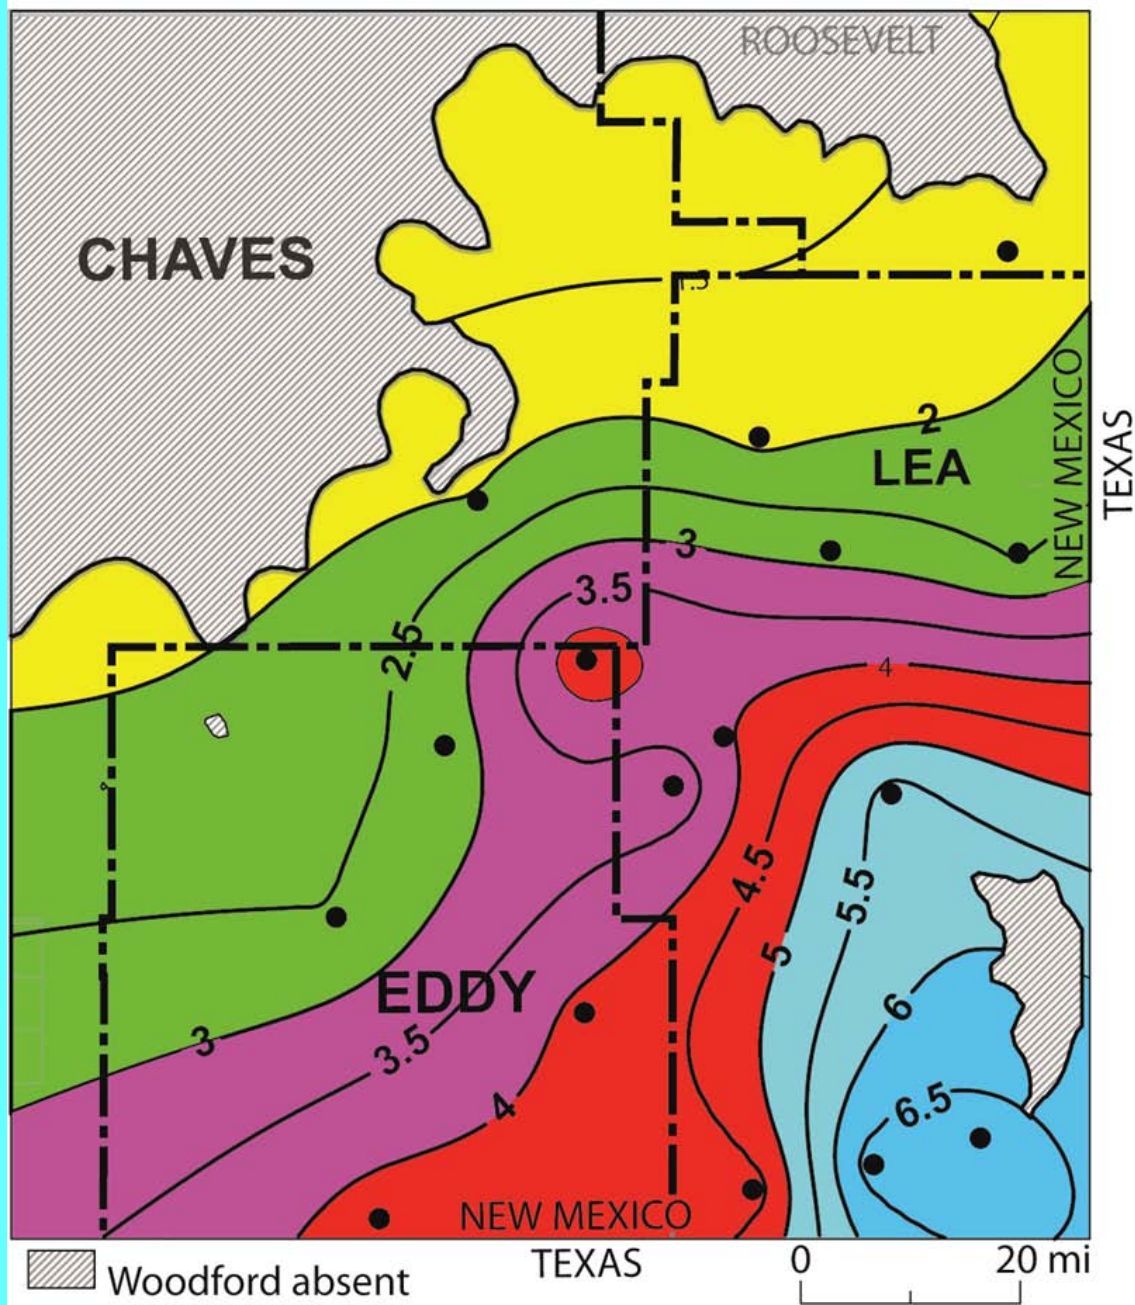 ROOSEVELT
CHAVES
1.5
2
LEA
NEW MEXICO
TEXAS
3
3.5
2.5
4
4.5
5.5
5
EDDY
6
3
3.5
4
6.5
NEW MEXICO
TEXAS
0 20 mi
Woodford absent